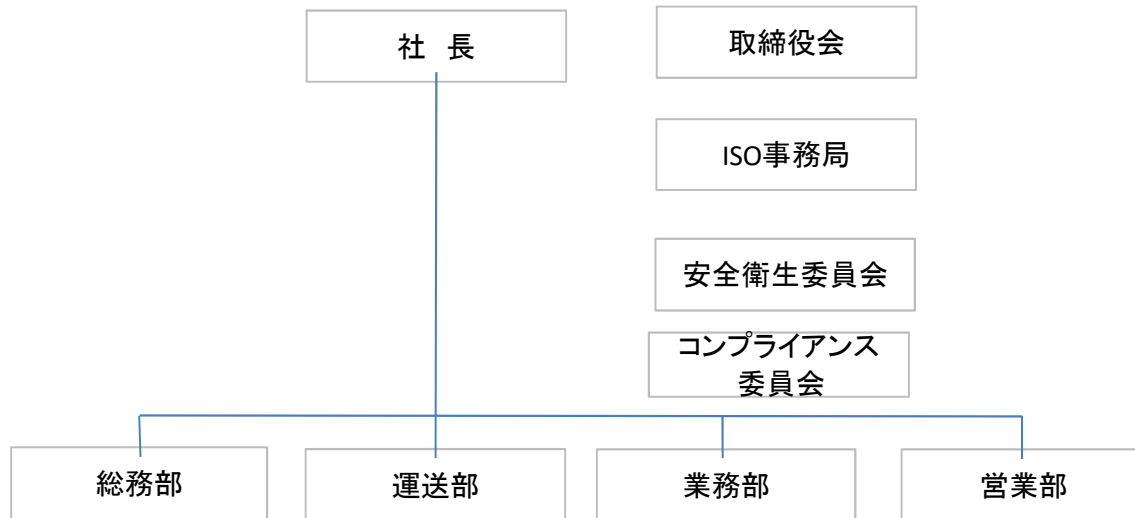 社 長
取締役会
ISO事務局
安全衛生委員会
コンプライアンス
委員会
総務部
運送部
業務部
営業部